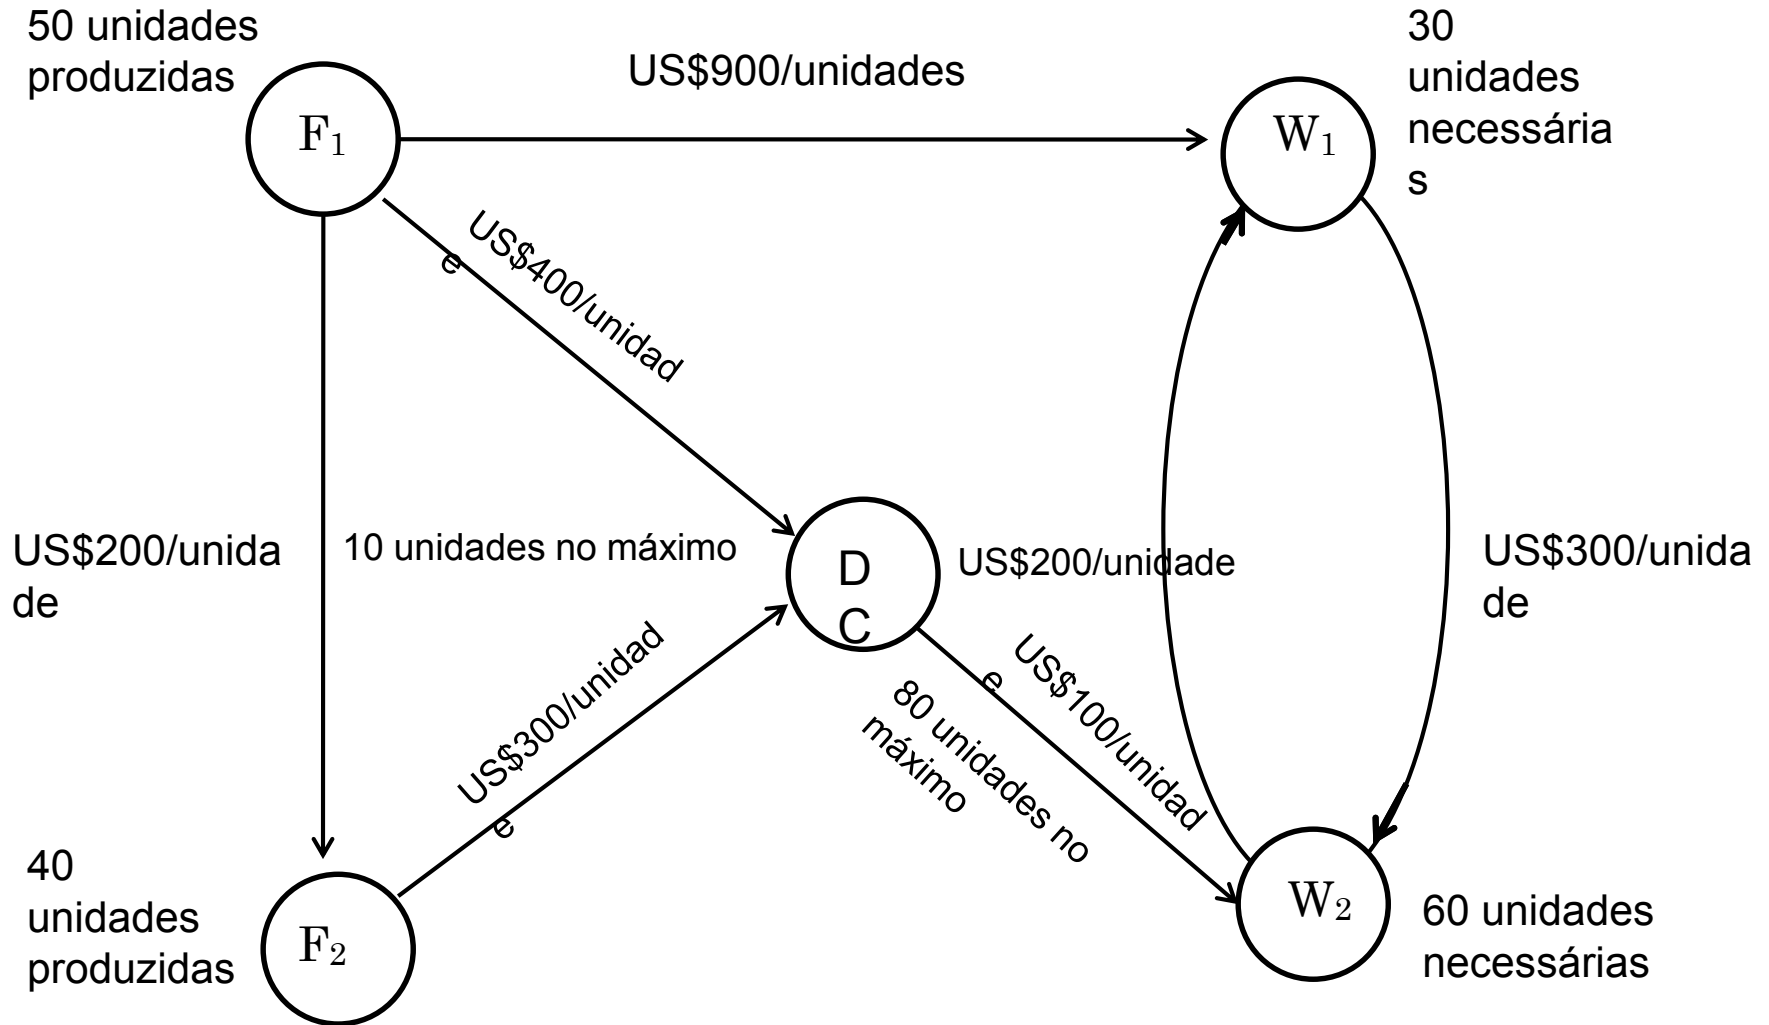 50 unidades
produzidas
US$900/unidades
30
unidades
necessária
s
F1
W1
US$400/unidad
e
US$200/unida
de
10 unidades no máximo
D
C
US$200/unidade
US$300/unida
de
US$300/unidad
e
US$100/unidad
e
80 unidades no
máximo
40
unidades
produzidas
F2
W2
60 unidades
necessárias